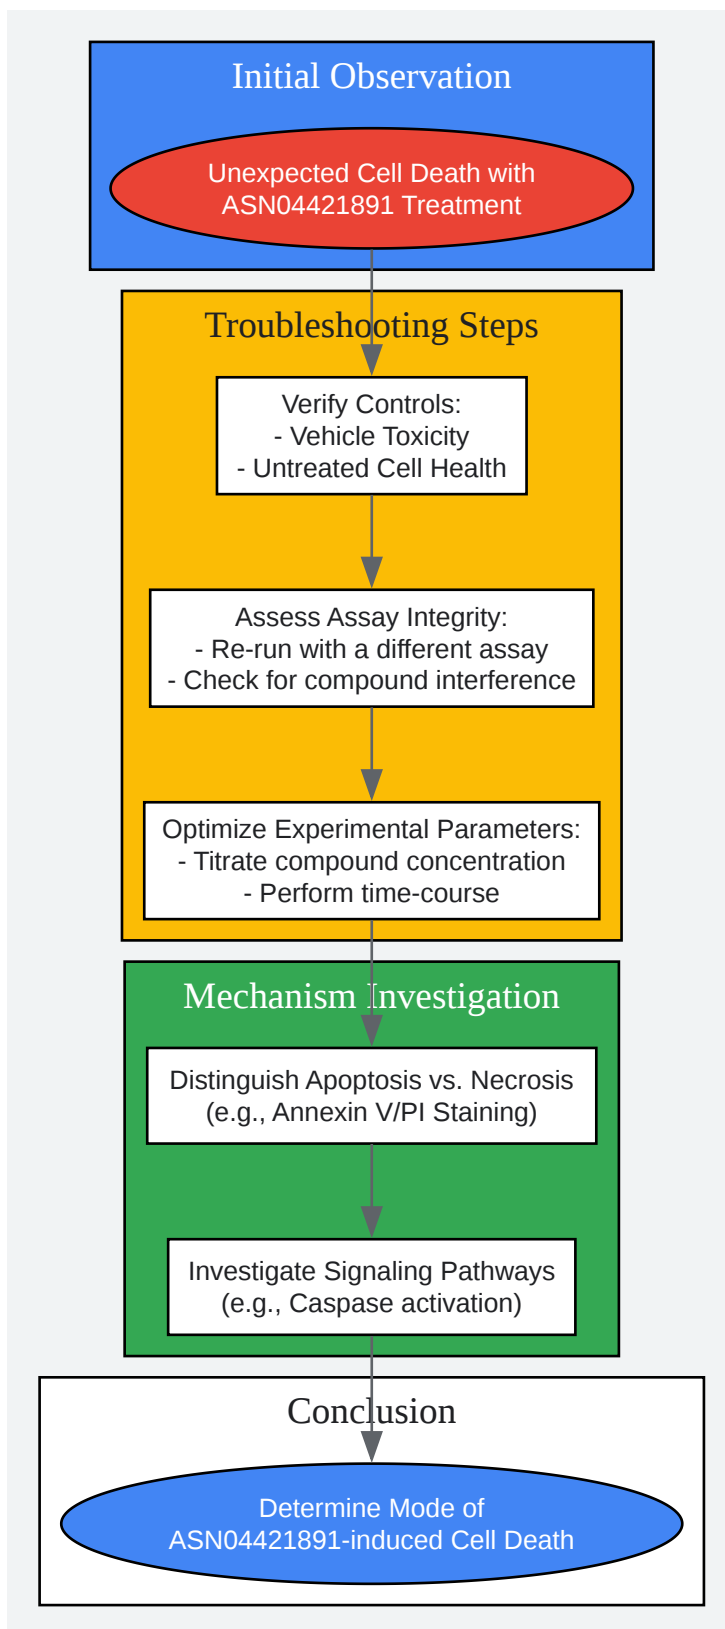 Initial Observation
Unexpected Cell Death with
ASN04421891 Treatment
Troubleshooting Steps
Verify Controls:
- Vehicle Toxicity
- Untreated Cell Health
Assess Assay Integrity:
- Re-run with a different assay
- Check for compound interference
Optimize Experimental Parameters:
- Titrate compound concentration
- Perform time-course
Mechanism Investigation
Distinguish Apoptosis vs. Necrosis
(e.g., Annexin V/PI Staining)
Investigate Signaling Pathways
(e.g., Caspase activation)
Conclusion
Determine Mode of
ASN04421891-induced Cell Death